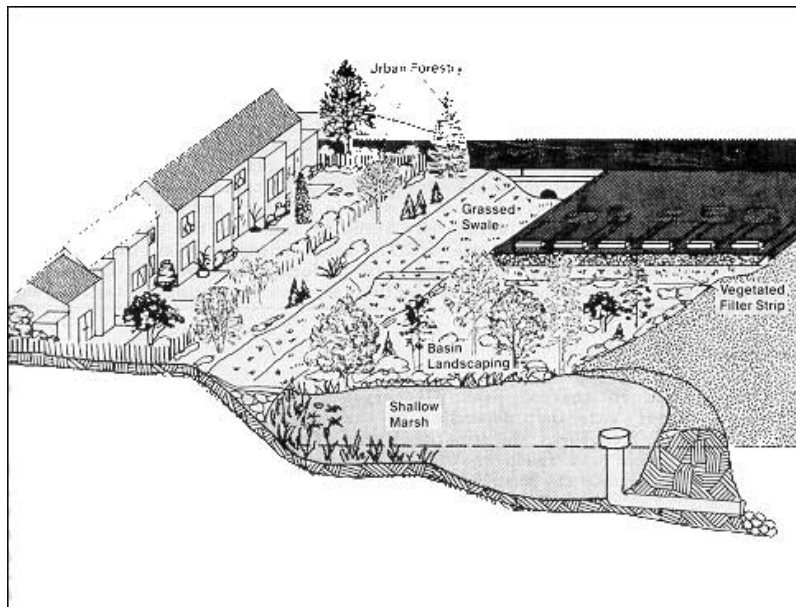 Urban Forestry
Grassed
Swale
Vegetated
Filter Strip
Basin
Landscaping
Shallow
Marsh